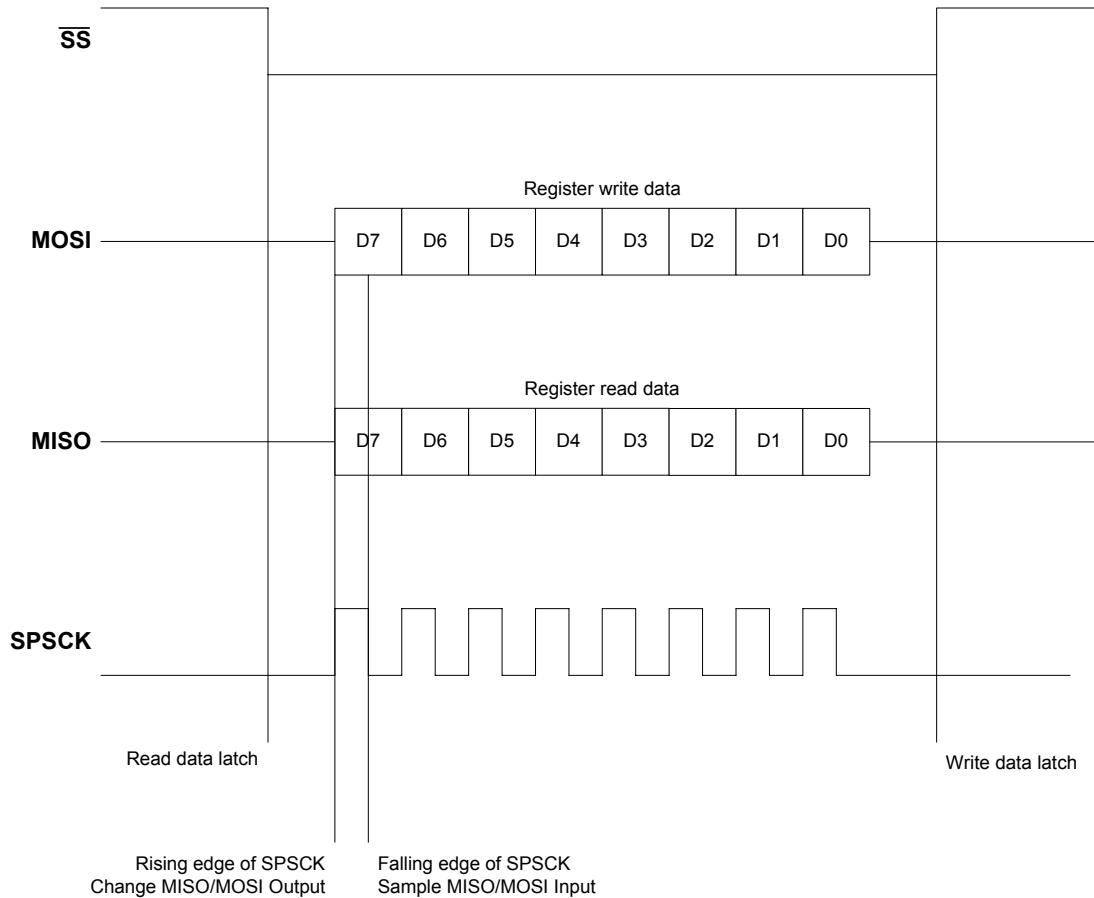 SS
Register write data
MOSI
D7 D6 D5 D4 D3 D2 D1 D0
Register read data
MISO
D7 D6 D5 D4 D3 D2 D1 D0
SPSCK
Read data latch
Write data latch
Rising edge of SPSCK
Change MISO/MOSI Output
Falling edge of SPSCK
Sample MISO/MOSI Input